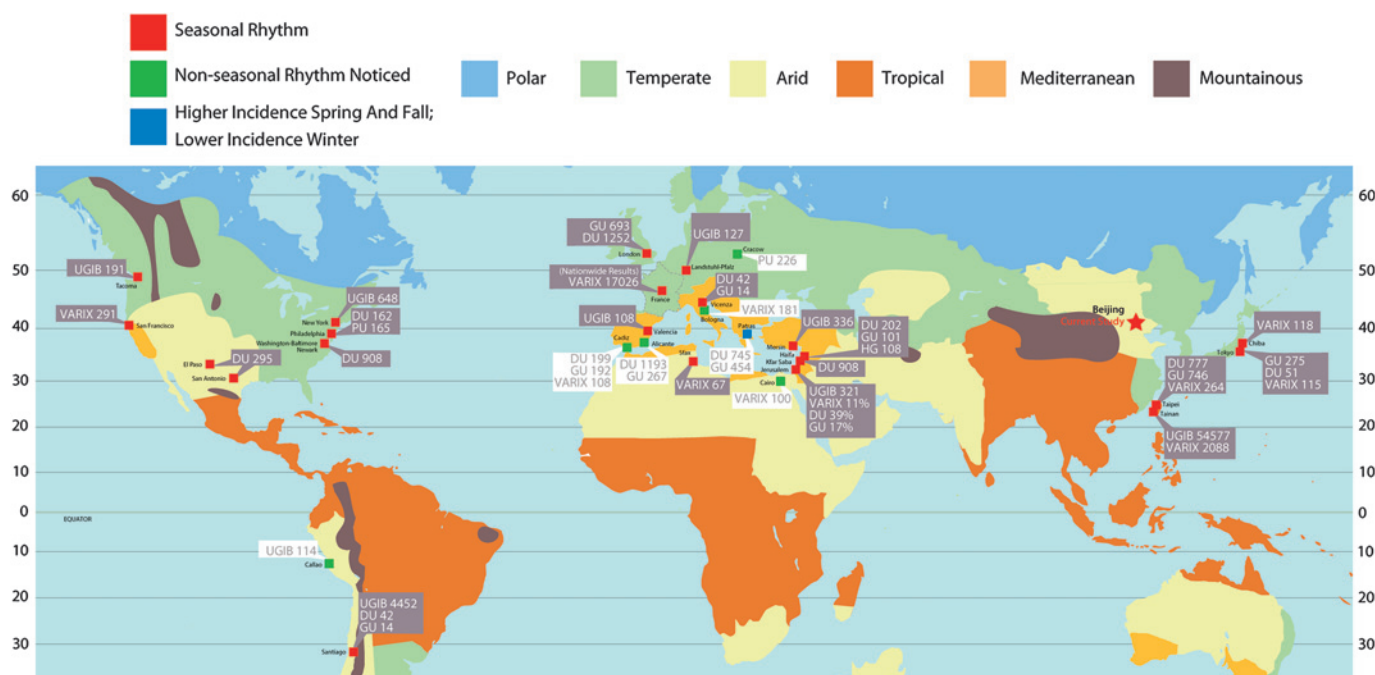 Seasonal Rhythm
Non-seasonal Rhythm Noticed
Higher Incidence Spring And Fall;
Lower Incidence Winter
Polar
Temperate
Arid
Tropical
Mediterranean
Mountainous
60
50
40
30
20
10
0
10
20
30
EQUATOR
UGIB 191
Tacoma
VARIX 291
San Francisco
UGIB 648
New York
DU 162
PU 165
Philadelphia
Washington-Baltimore
Newark
DU 908
DU 295
El Paso
San Antonio
UGIB 114
Callao
UGIB 4452
DU 42
GU 14
Santiago
GU 693
DU 1252
London
UGIB 127
Landstuhl-Pfalz
Cracow
PU 226
(Nationwide Results)
VARIX 17026
France
DU 42
GU 14
Vicenza
VARIX 181
Bologna
UGIB 108
Valencia
Cadiz
Alicante
DU 199
GU 192
VARIX 108
DU 1193
GU 267
Sfax
VARIX 67
Patras
DU 745
GU 454
UGIB 336
Mersin
DU 202
GU 101
HG 108
Haifa
Kfar Saba
DU 908
Jerusalem
UGIB 321
VARIX 11%
DU 39%
GU 17%
Cairo
VARIX 100
Beijing
Current Study
VARIX 118
Chiba
Tokyo
GU 275
DU 51
VARIX 115
DU 777
GU 746
VARIX 264
Taipei
Tainan
UGIB 54577
VARIX 2088
60
50
40
30
20
10
0
10
20
30